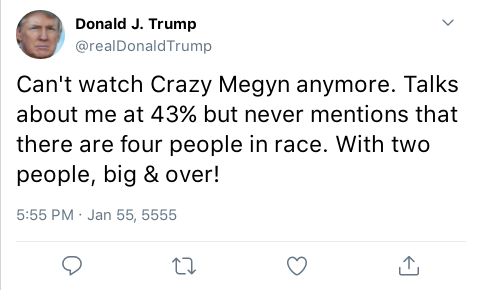 Donald J. Trump
@realDonaldTrump
Can't watch Crazy Megyn anymore. Talks
about me at 43% but never mentions that
there are four people in race. With two
people, big & over!
5:55 PM · Jan 55, 5555